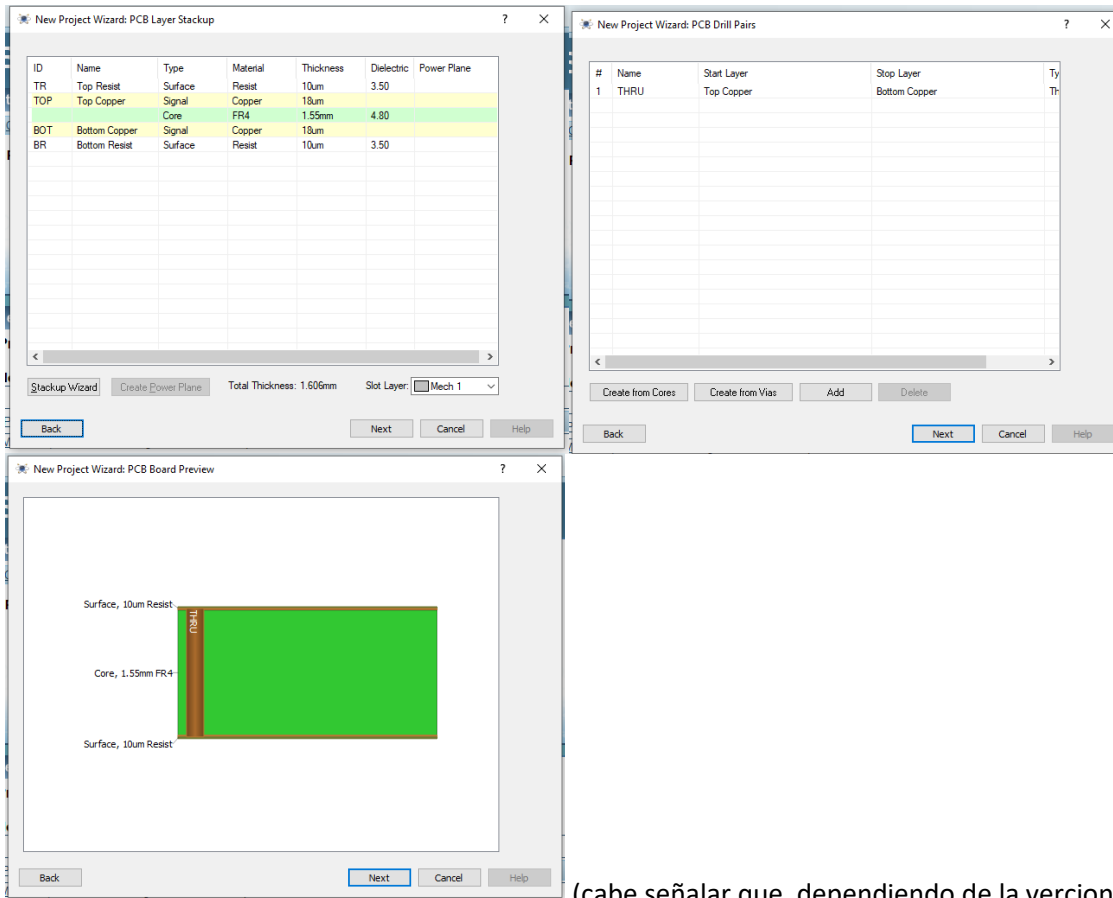 New Project Wizard: PCB Layer Stackup ? ×
ID Name Type Material Thickness Dielectric Power Plane
TR Top Resist Surface Resist 10um 3.50
TOP Top Copper Signal Copper 18um
Core FR4 1.55mm 4.80
BOT Bottom Copper Signal Copper 18um
BR Bottom Resist Surface Resist 10um 3.50
Stackup Wizard Create Power Plane Total Thickness: 1.606mm Slot Layer: Mech 1
Back Next Cancel Help
New Project Wizard: PCB Drill Pairs ? ×
# Name Start Layer Stop Layer Ty
1 THRU Top Copper Bottom Copper Th
Create from Cores Create from Vias Add Delete
Back Next Cancel Help
New Project Wizard: PCB Board Preview ? ×
Surface, 10um Resist
THRU
Core, 1.55mm FR4
Surface, 10um Resist
Back Next Cancel Help
(cabe señalar que, dependiendo de la vercion